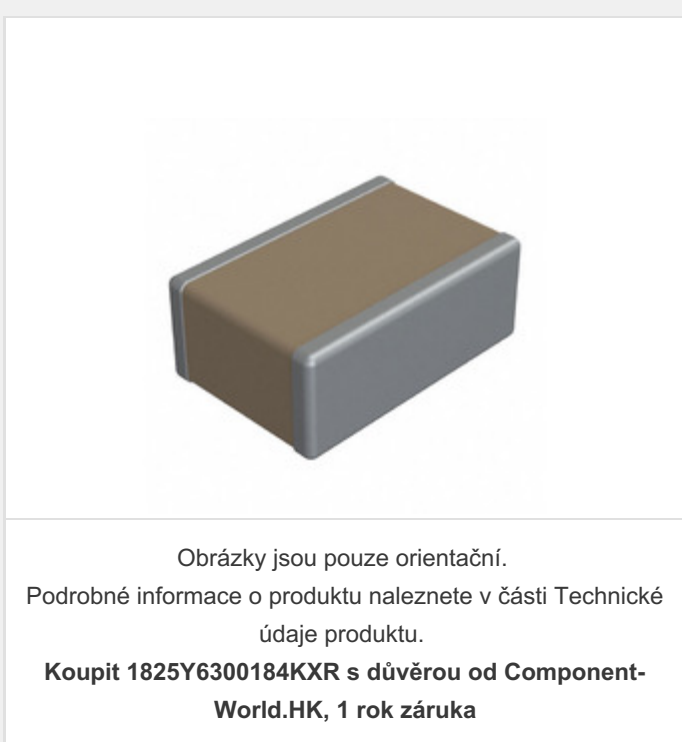 Obrázky jsou pouze orientační.
Podrobné informace o produktu naleznete v části Technické
údaje produktu.
Koupit 1825Y6300184KXR s důvěrou od Component-
World.HK, 1 rok záruka